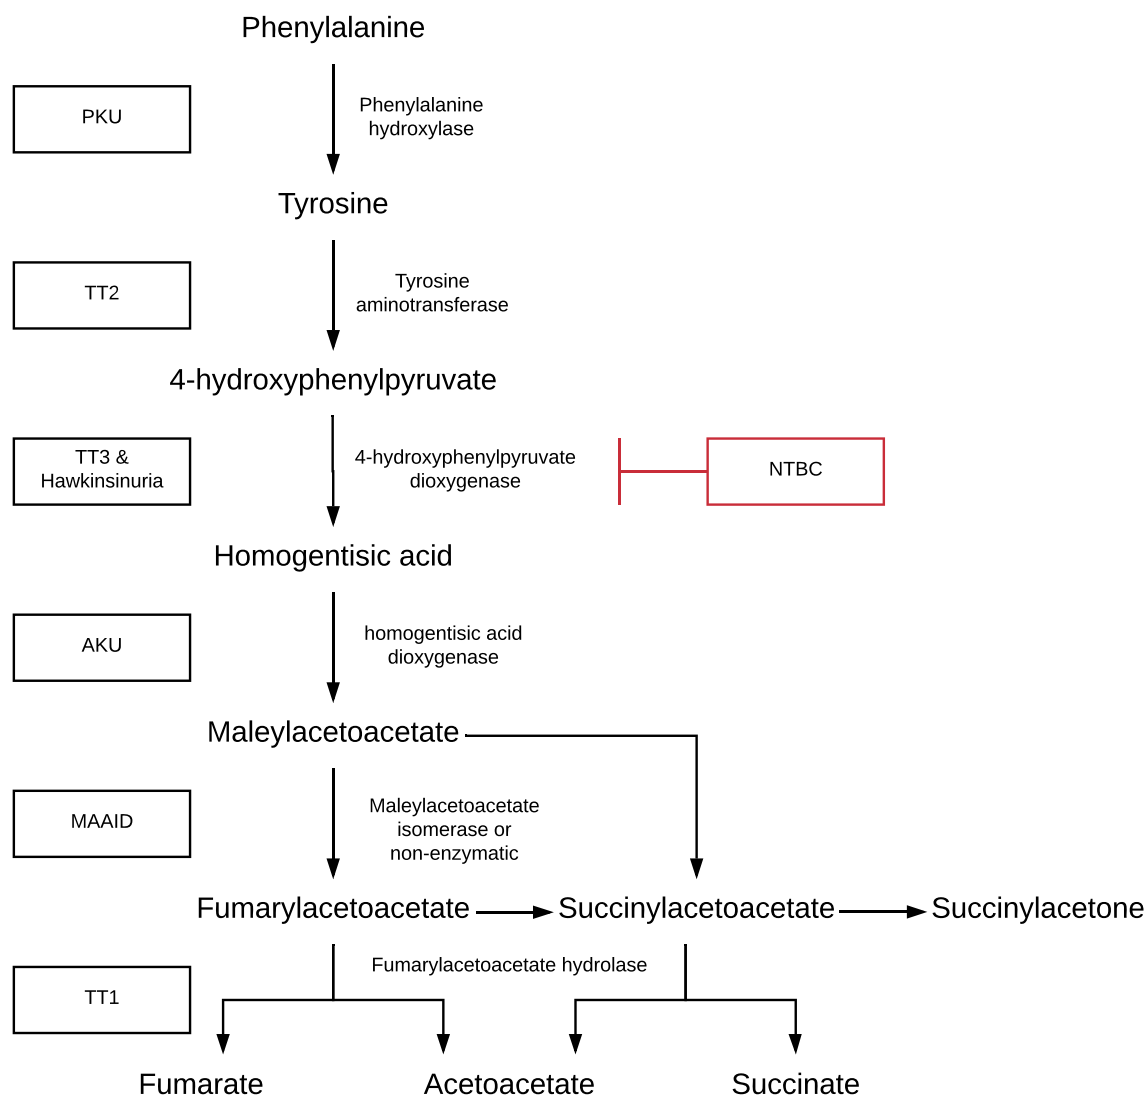 Phenylalanine
PKU
Phenylalanine
hydroxylase
Tyrosine
TT2
Tyrosine
aminotransferase
4-hydroxyphenylpyruvate
TT3 &
Hawkinsinuria
4-hydroxyphenylpyruvate
dioxygenase
NTBC
Homogentisic acid
AKU
homogentisic acid
dioxygenase
Maleylacetoacetate
MAAID
Maleylacetoacetate
isomerase or
non-enzymatic
Fumarylacetoacetate
Succinylacetoacetate
Succinylacetone
TT1
Fumarylacetoacetate hydrolase
Fumarate
Acetoacetate
Succinate